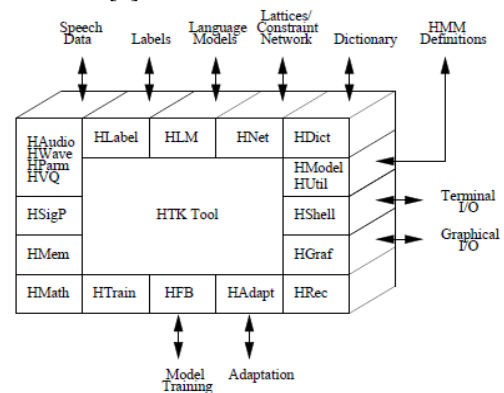 Speech
Data
Labels
Language
Models
Lattices/
Constraint
Network
Dictionary
HMM
Definitions
HAudio
HWave
HParm
HVQ
HLabel
HLM
HNet
HDict
HModel
HUtil
HSigP
HTK Tool
HShell
Terminal
I/O
HMem
HGraf
Graphical
I/O
HMath
HTrain
HFB
HAdapt
HRec
Model
Training
Adaptation